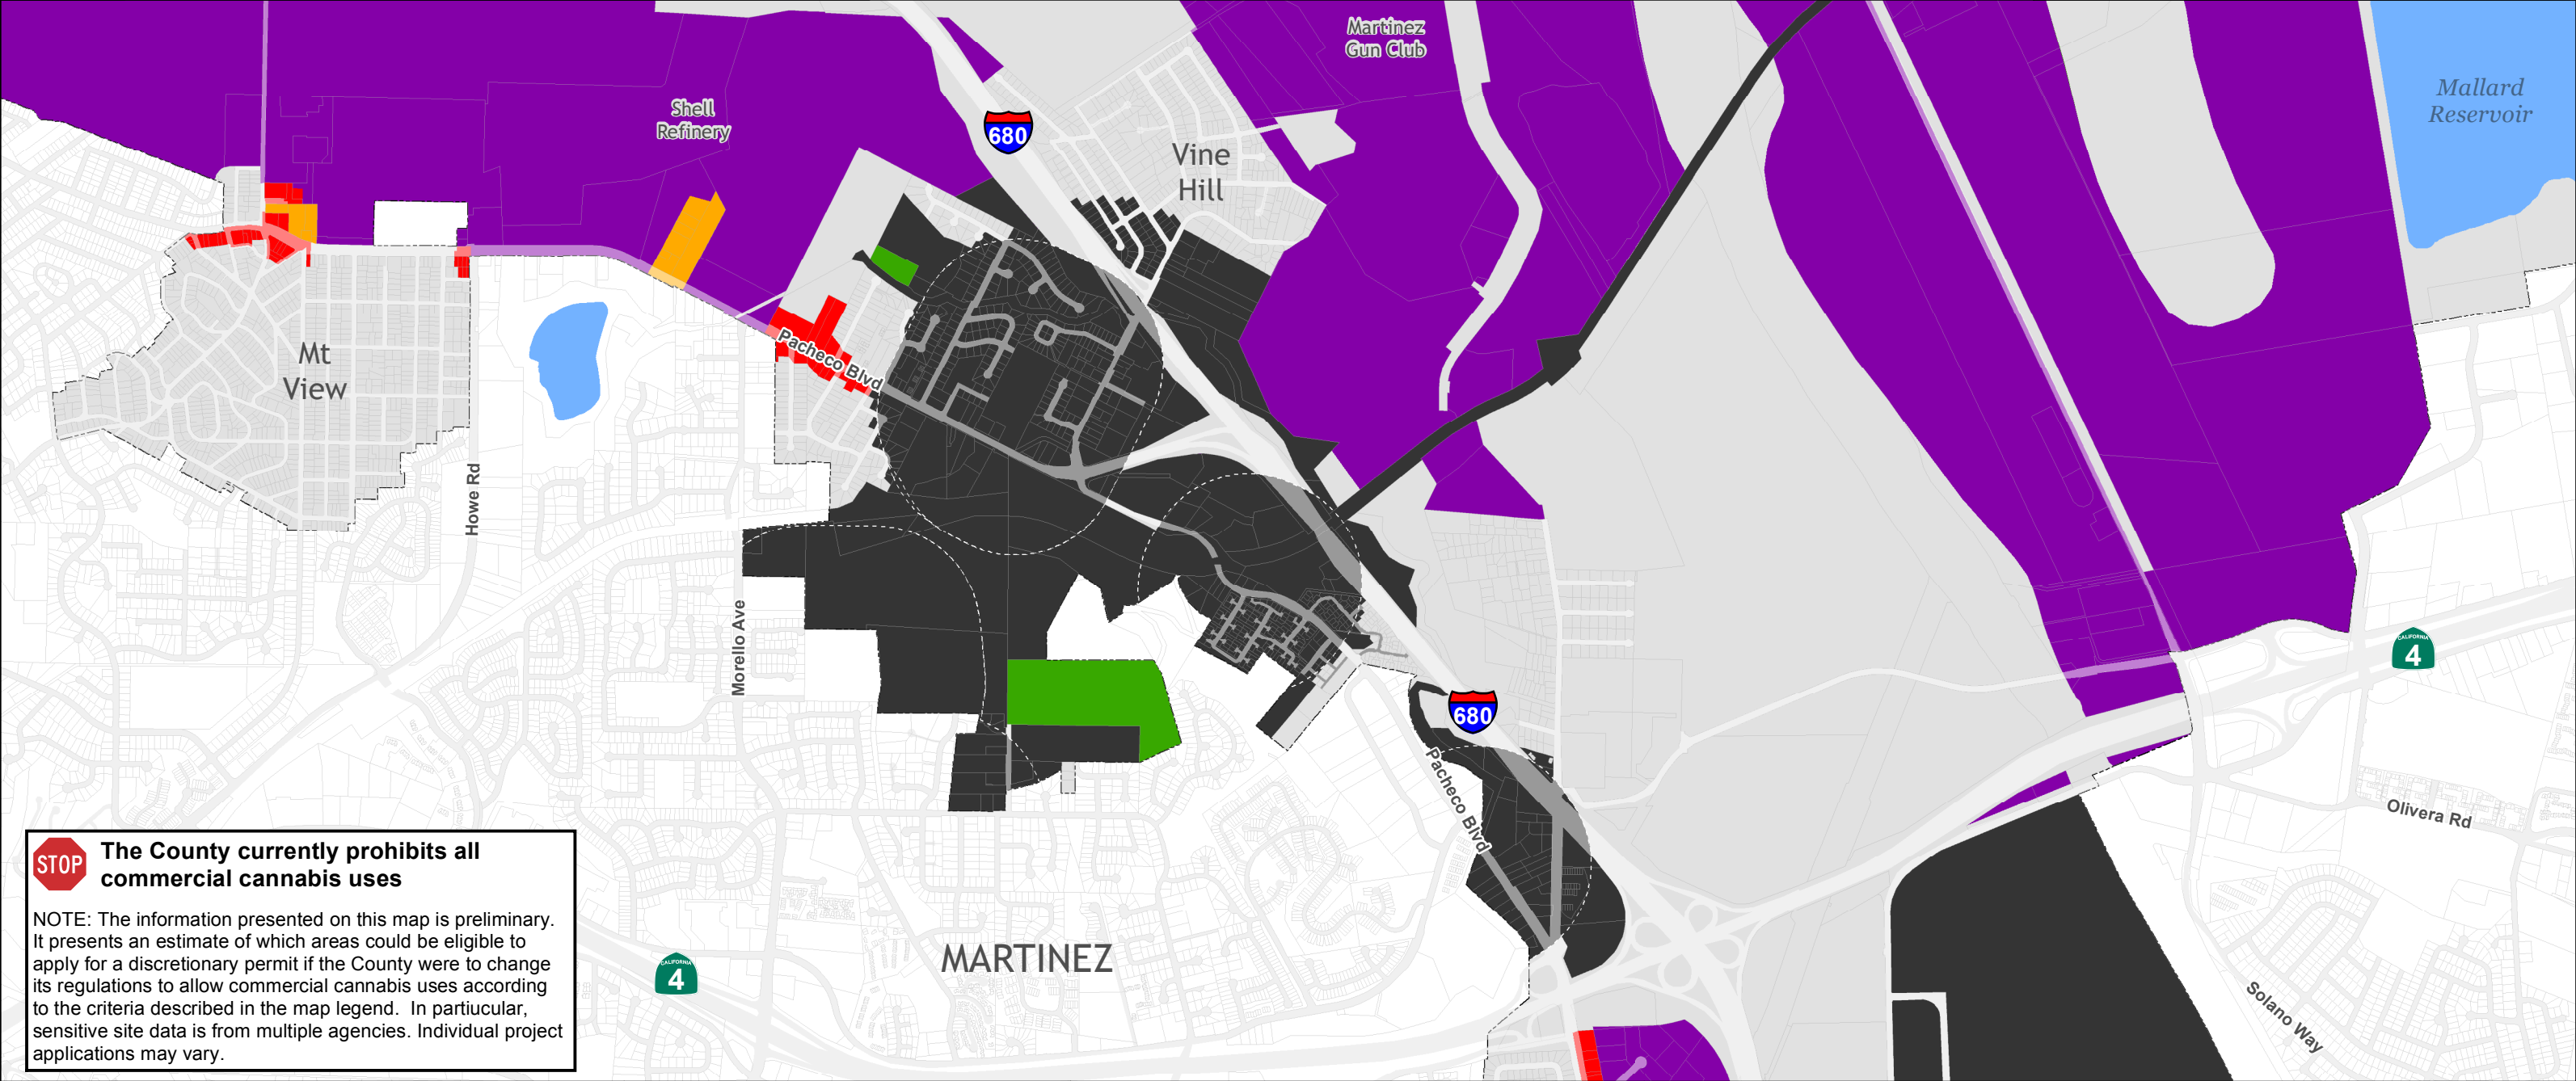 Martinez
Gun Club
Mallard
Reservoir
Shell
Refinery
680
Vine
Hill
Pacheco Blvd
Mt
View
Howe Rd
Morello Ave
CALIFORNIA
4
680
Pacheco Blvd
Olivera Rd
STOP
The County currently prohibits all
commercial cannabis uses
NOTE: The information presented on this map is preliminary.
It presents an estimate of which areas could be eligible to
apply for a discretionary permit if the County were to change
its regulations to allow commercial cannabis uses according
to the criteria described in the map legend.  In partiucular,
sensitive site data is from multiple agencies. Individual project
applications may vary.
MARTINEZ
CALIFORNIA
4
Solano Way